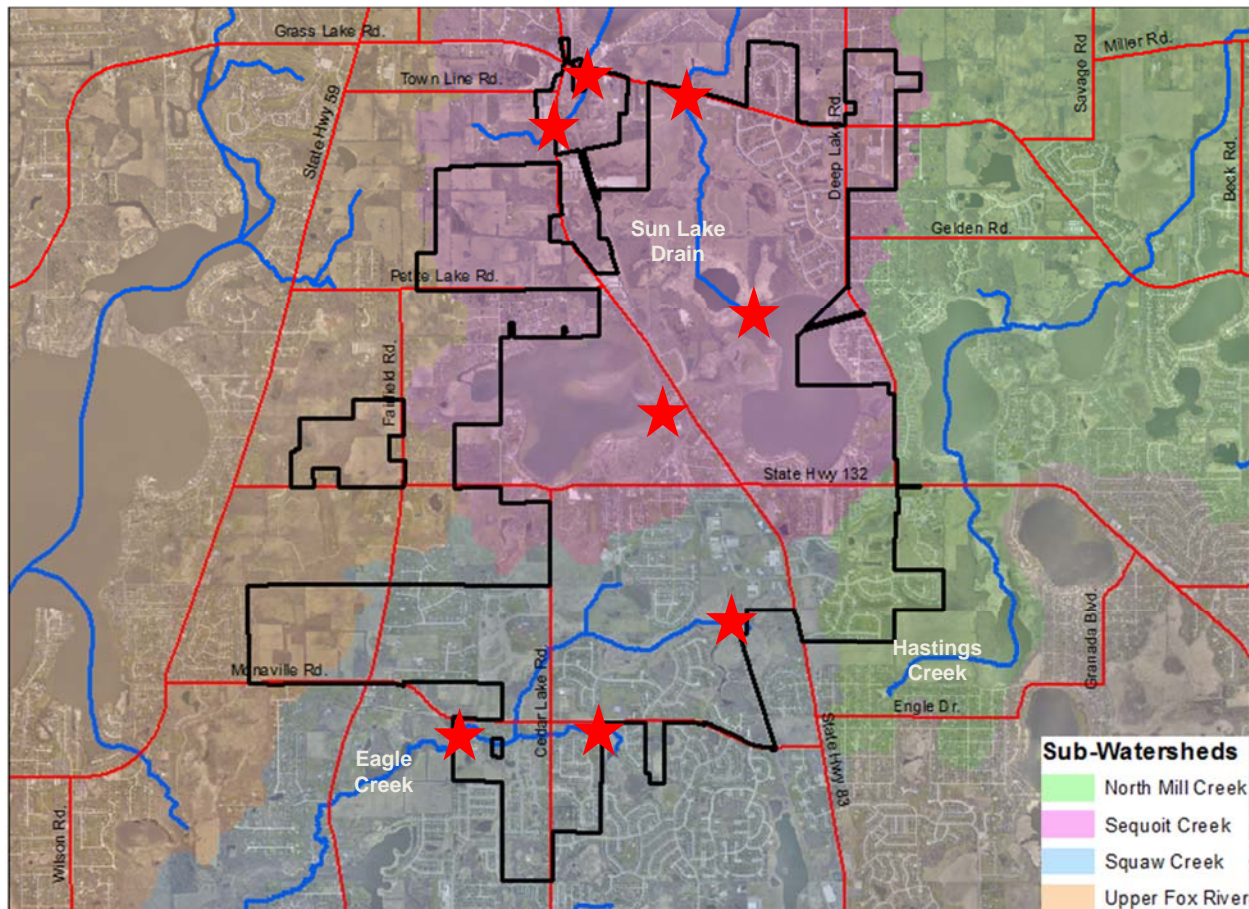 Grass Lake Rd.
Town Line Rd.
State Hwy 59
Savage Rd
Miller Rd.
Beck Rd.
Deep Lake Rd.
Gelden Rd.
Sun Lake
Drain
Petite Lake Rd.
Fairfield Rd.
State Hwy 132
Granada Blvd.
Hastings
Creek
Monaville Rd.
Cedar Lake Rd.
Engle Dr.
State Hwy 83
Eagle
Creek
Wilson Rd.
Sub-Watersheds
North Mill Creek
Sequoit Creek
Squaw Creek
Upper Fox River